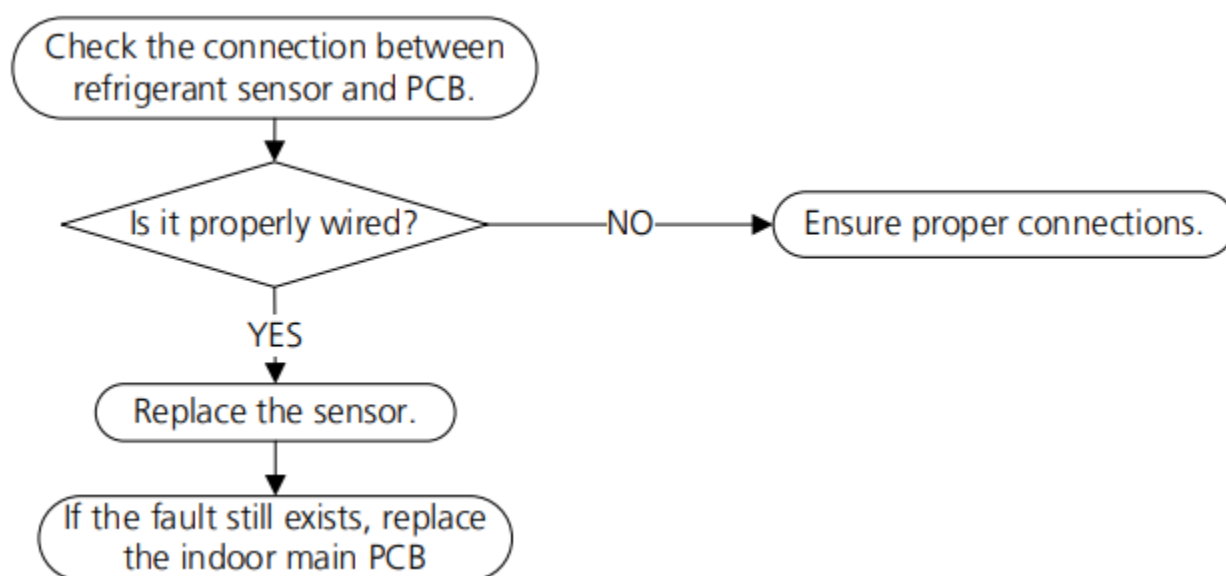 Check the connection between
refrigerant sensor and PCB.
Is it properly wired?
NO
Ensure proper connections.
YES
Replace the sensor.
If the fault still exists, replace
the indoor main PCB